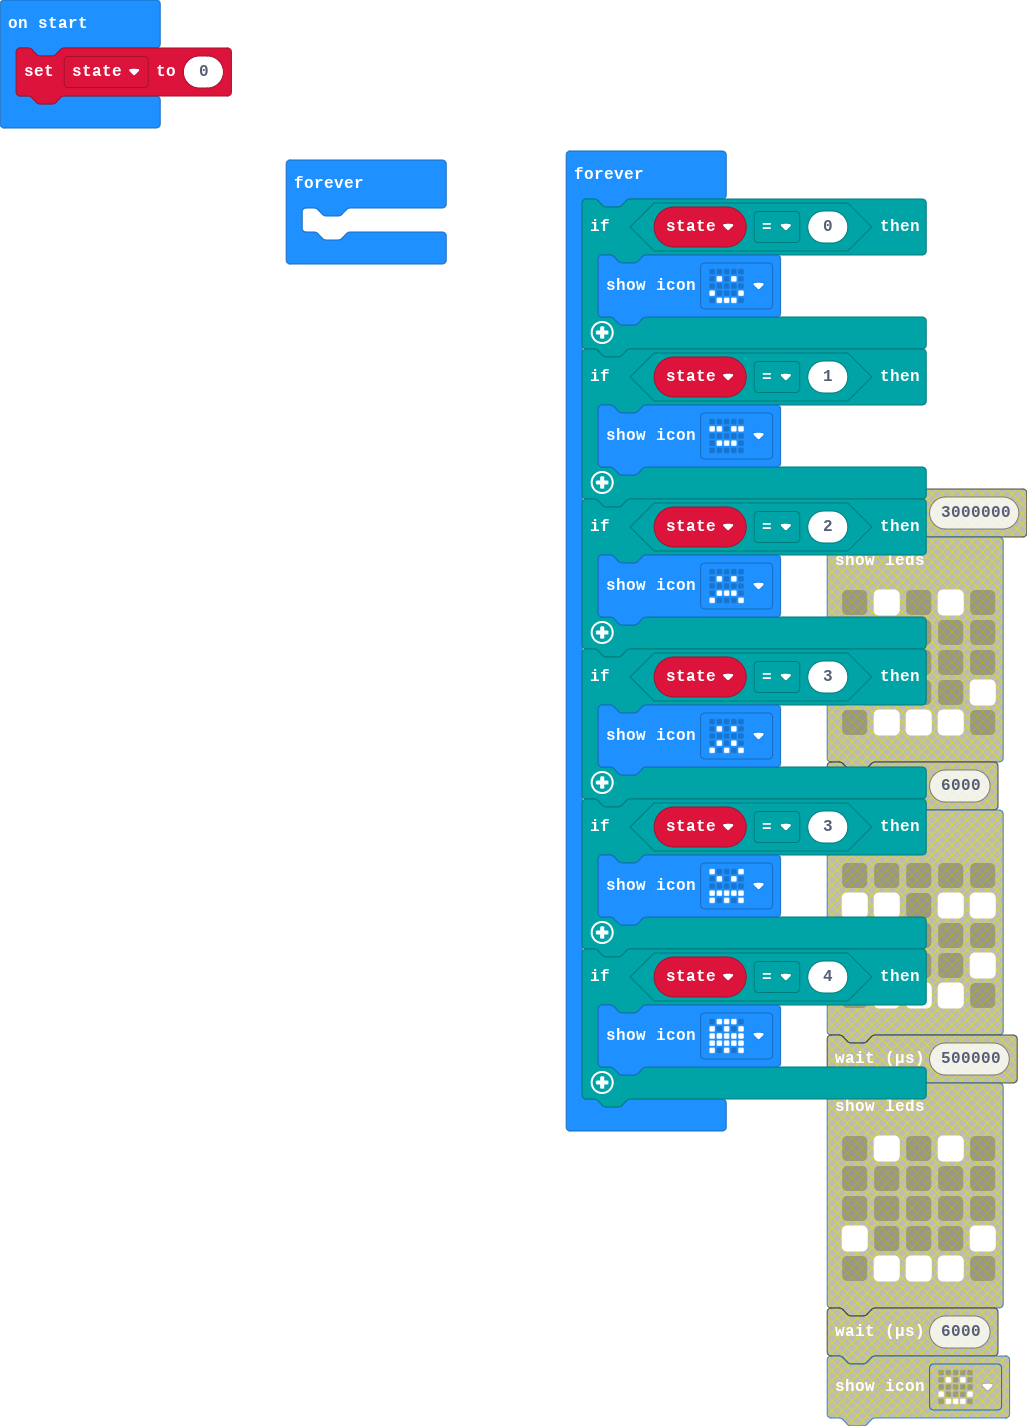 on start
set state to 0
forever
forever
if state = 0 then
show icon
if state = 1 then
show icon
3000000
if state = 2 then
show leds
show icon
if state = 3 then
show icon
6000
if state = 3 then
show icon
if state = 4 then
show icon
wait (µs) 500000
show leds
wait (µs) 6000
show icon